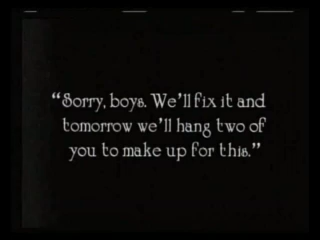 “Sorry, boys. We'll fix it and
tomorrow we'll hang two of
you to make up for this.”